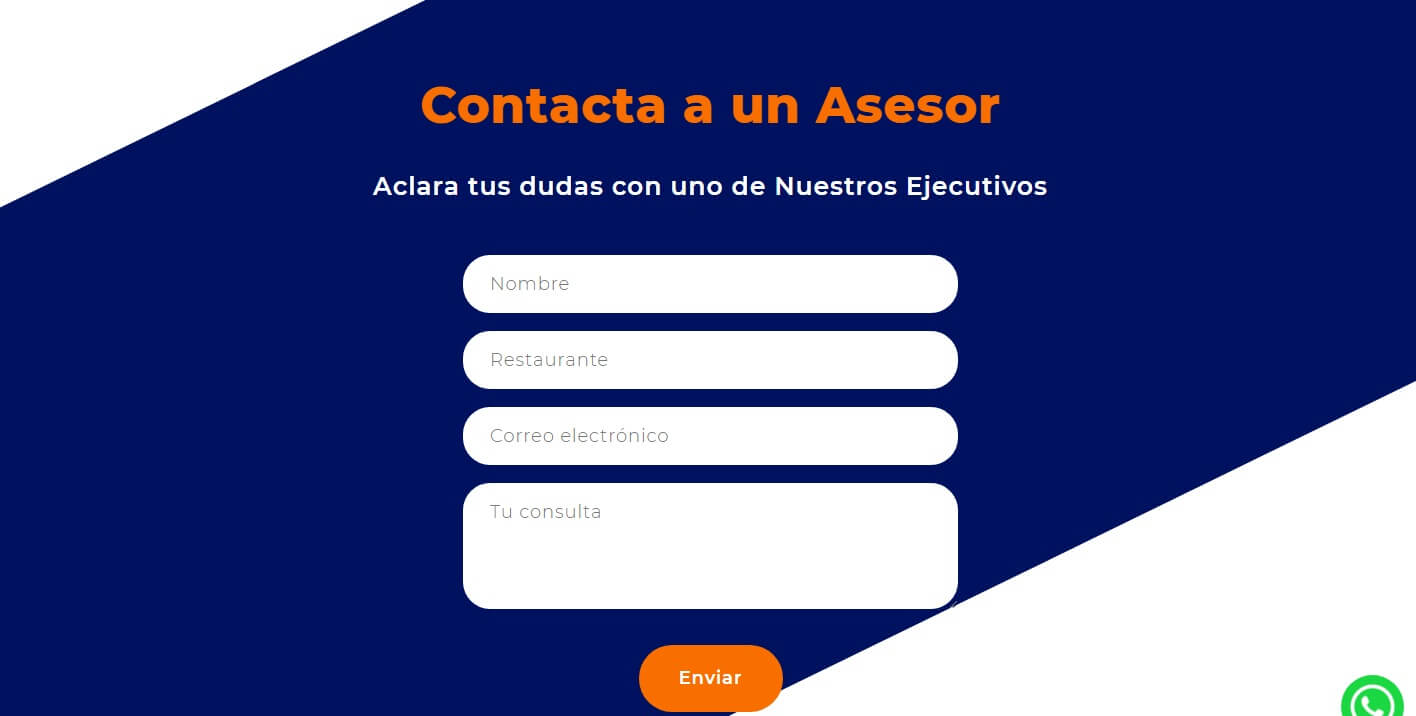 Contacta a un Asesor
Aclara tus dudas con uno de Nuestros Ejecutivos
Nombre
Restaurante
Correo electrónico
Tu consulta
Enviar